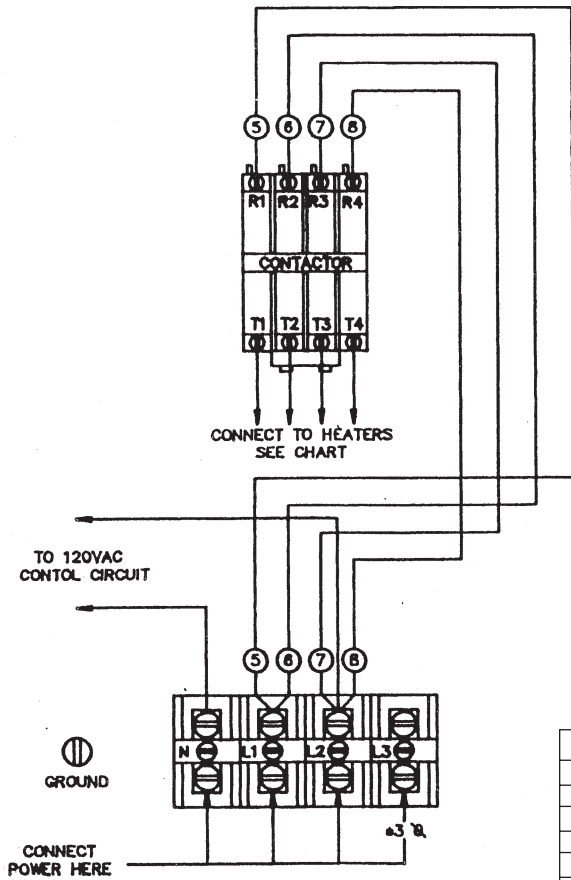 5 6 7 8
R1 R2 R3 R4
CONTACTOR
T1 T2 T3 T4
CONNECT TO HEATERS
SEE CHART
TO 120VAC
CONTOL CIRCUIT
5 6 7 8
N L1 L2 L3
GROUND
CONNECT
POWER HERE